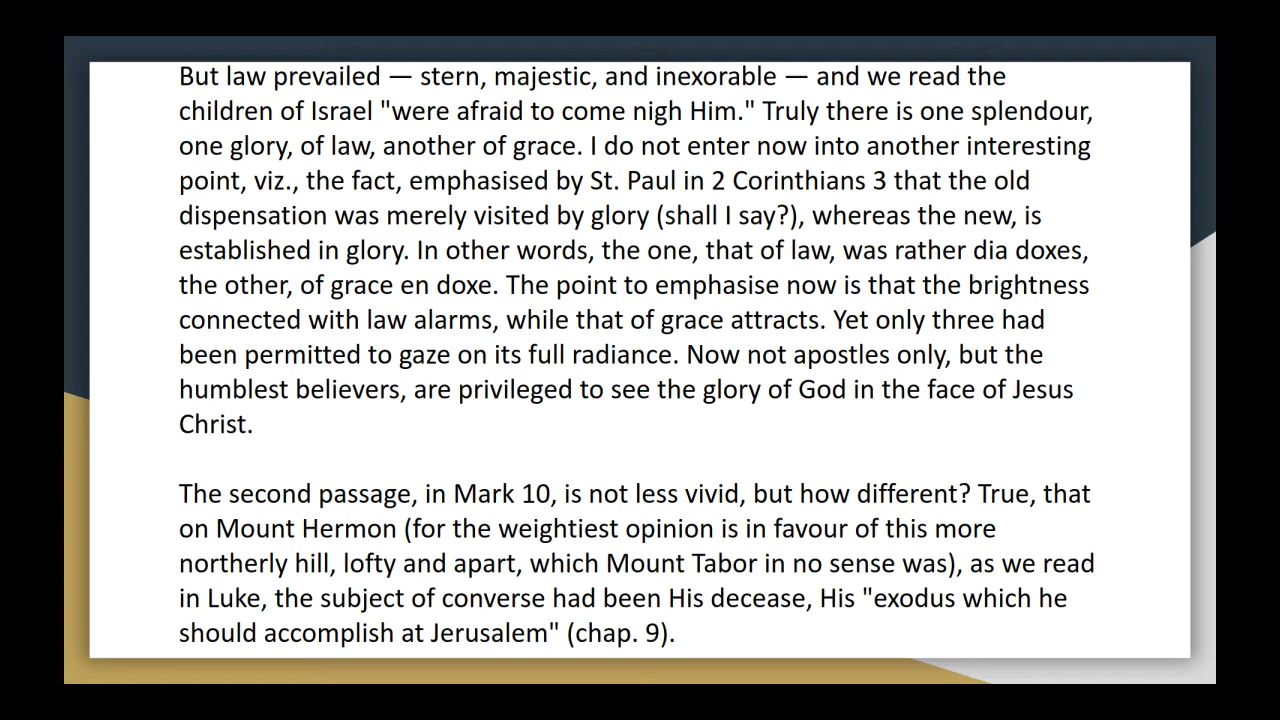 But law prevailed — stern, majestic, and inexorable — and we read the
children of Israel "were afraid to come nigh Him." Truly there is one splendour,
one glory, of law, another of grace. I do not enter now into another interesting
point, viz., the fact, emphasised by St. Paul in 2 Corinthians 3 that the old
dispensation was merely visited by glory (shall I say?), whereas the new, is
established in glory. In other words, the one, that of law, was rather dia doxes,
the other, of grace en doxe. The point to emphasise now is that the brightness
connected with law alarms, while that of grace attracts. Yet only three had
been permitted to gaze on its full radiance. Now not apostles only, but the
humblest believers, are privileged to see the glory of God in the face of Jesus
Christ.
The second passage, in Mark 10, is not less vivid, but how different? True, that
on Mount Hermon (for the weightiest opinion is in favour of this more
northerly hill, lofty and apart, which Mount Tabor in no sense was), as we read
in Luke, the subject of converse had been His decease, His "exodus which he
should accomplish at Jerusalem" (chap. 9).